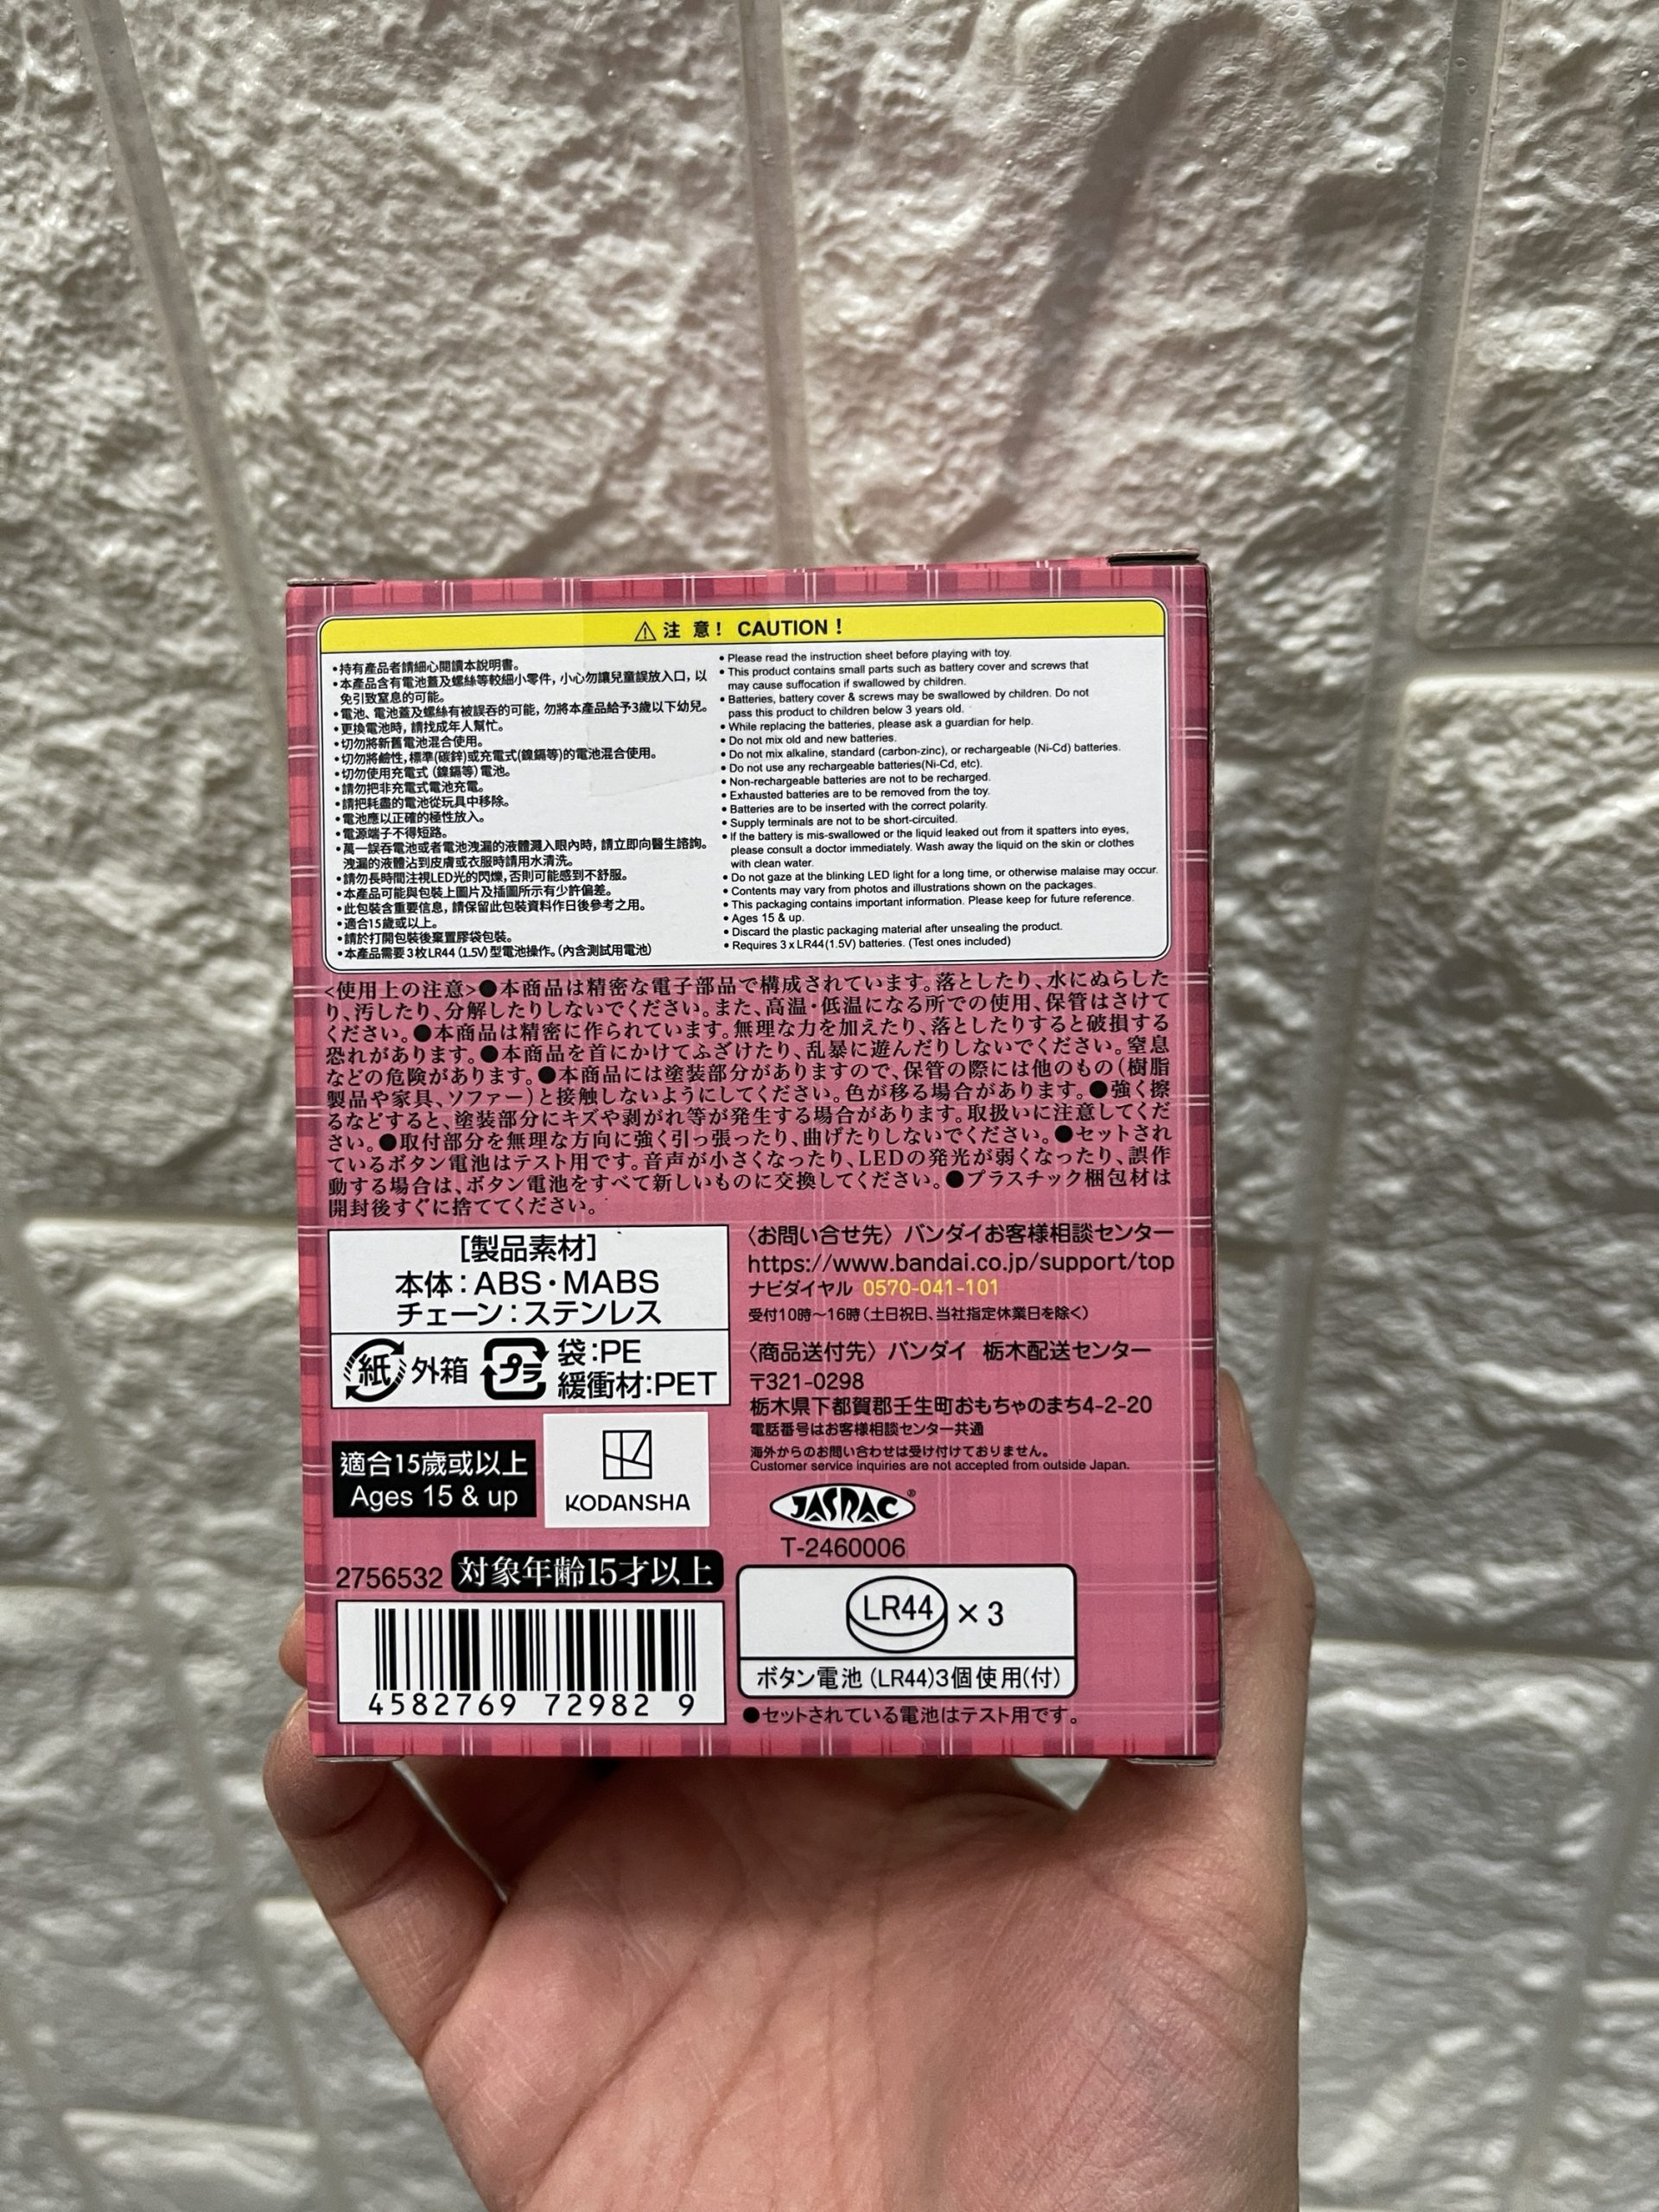 ⚠注 意! CAUTION!
•持有產品者請細心閱讀本說明書。
•本產品含有電池蓋及螺絲等較細小零件，小心勿讓兒童誤放入口，以
免引致窒息的可能。
•電池、電池蓋及螺絲有被誤吞的可能，勿將本產品給予3歲以下幼兒。
•更換電池時，請找成年人幫忙。
•切勿將新舊電池混合使用。
•切勿將鹼性，標準(碳鋅)或充電式(鎳鎘等)的電池混合使用。
•切勿使用充電式（鎳鎘等）電池。
•請勿把非充電式電池充電。
•請把耗盡的電池從玩具中移除。
•電池應以正確的極性放入。
•電源端子不得短路。
•萬一誤吞電池或者電池洩漏的液體濺入眼內時，請立即向醫生諮詢。
洩漏的液體沾到皮膚或衣服時請用水清洗。
•請勿長時間注視LED光的閃爍，否則可能感到不舒服。
•本產品可能與包裝上圖片及插圖所示有少許偏差。
•此包裝含重要信息，請保留此包裝資料作日後參考之用。
•適合15歲或以上。
•請於打開包裝後棄置膠袋包裝。
•本產品需要3枚LR44（1.5V）型電池操作。（內含測試用電池）
• Please read the instruction sheet before playing with toy.
• This product contains small parts such as battery cover and screws that
may cause suffocation if swallowed by children.
• Batteries, battery cover & screws may be swallowed by children. Do not
pass this product to children below 3 years old.
• While replacing the batteries, please ask a guardian for help.
• Do not mix old and new batteries.
• Do not mix alkaline, standard (carbon-zinc), or rechargeable (Ni-Cd) batteries.
• Do not use any rechargeable batteries(Ni-Cd, etc).
• Non-rechargeable batteries are not to be recharged.
• Exhausted batteries are to be removed from the toy.
• Batteries are to be inserted with the correct polarity.
• Supply terminals are not to be short-circuited.
• If the battery is mis-swallowed or the liquid leaked out from it spatters into eyes,
please consult a doctor immediately. Wash away the liquid on the skin or clothes
with clean water.
• Do not gaze at the blinking LED light for a long time, or otherwise malaise may occur.
• Contents may vary from photos and illustrations shown on the packages.
• This packaging contains important information. Please keep for future reference.
• Ages 15 & up.
• Discard the plastic packaging material after unsealing the product.
• Requires 3 x LR44(1.5V) batteries. (Test ones included)
<使用上の注意>●本商品は精密な電子部品で構成されています。落としたり、水にぬらした
り、汚したり、分解したりしないでください。また、高温・低温になる所での使用、保管はさけて
ください。●本商品は精密に作られています。無理な力を加えたり、落としたりすると破損する
恐れがあります。●本商品を首にかけてふざけたり、乱暴に遊んだりしないでください。窒息
などの危険があります。●本商品には塗装部分がありますので、保管の際には他のもの（樹脂
製品や家具、ソファー）と接触しないようにしてください。色が移る場合があります。●強く擦
るなどすると、塗装部分にキズや剥がれ等が発生する場合があります。取扱いに注意してくだ
さい。●取付部分を無理な方向に強く引っ張ったり、曲げたりしないでください。●セットされ
ているボタン電池はテスト用です。音声が小さくなったり、LEDの発光が弱くなったり、誤作
動する場合は、ボタン電池をすべて新しいものに交換してください。●プラスチック梱包材は
開封後すぐに捨ててください。
［製品素材］
本体：ABS・MABS
チェーン：ステンレス
紙 外箱 プラ 袋：PE
緩衝材：PET
適合15歲或以上
Ages 15 & up
KODANSHA
2756532 対象年齢15才以上
4582769 72982 9
〈お問い合せ先〉バンダイお客様相談センター
https://www.bandai.co.jp/support/top
ナビダイヤル 0570-041-101
受付10時〜16時（土日祝日、当社指定休業日を除く）
〈商品送付先〉バンダイ 栃木配送センター
〒321-0298
栃木県下都賀郡壬生町おもちゃのまち4-2-20
電話番号はお客様相談センター共通
海外からのお問い合わせは受け付けておりません。
Customer service inquiries are not accepted from outside Japan.
JASRAC®
T-2460006
LR44 ×3
ボタン電池（LR44）3個使用（付）
●セットされている電池はテスト用です。